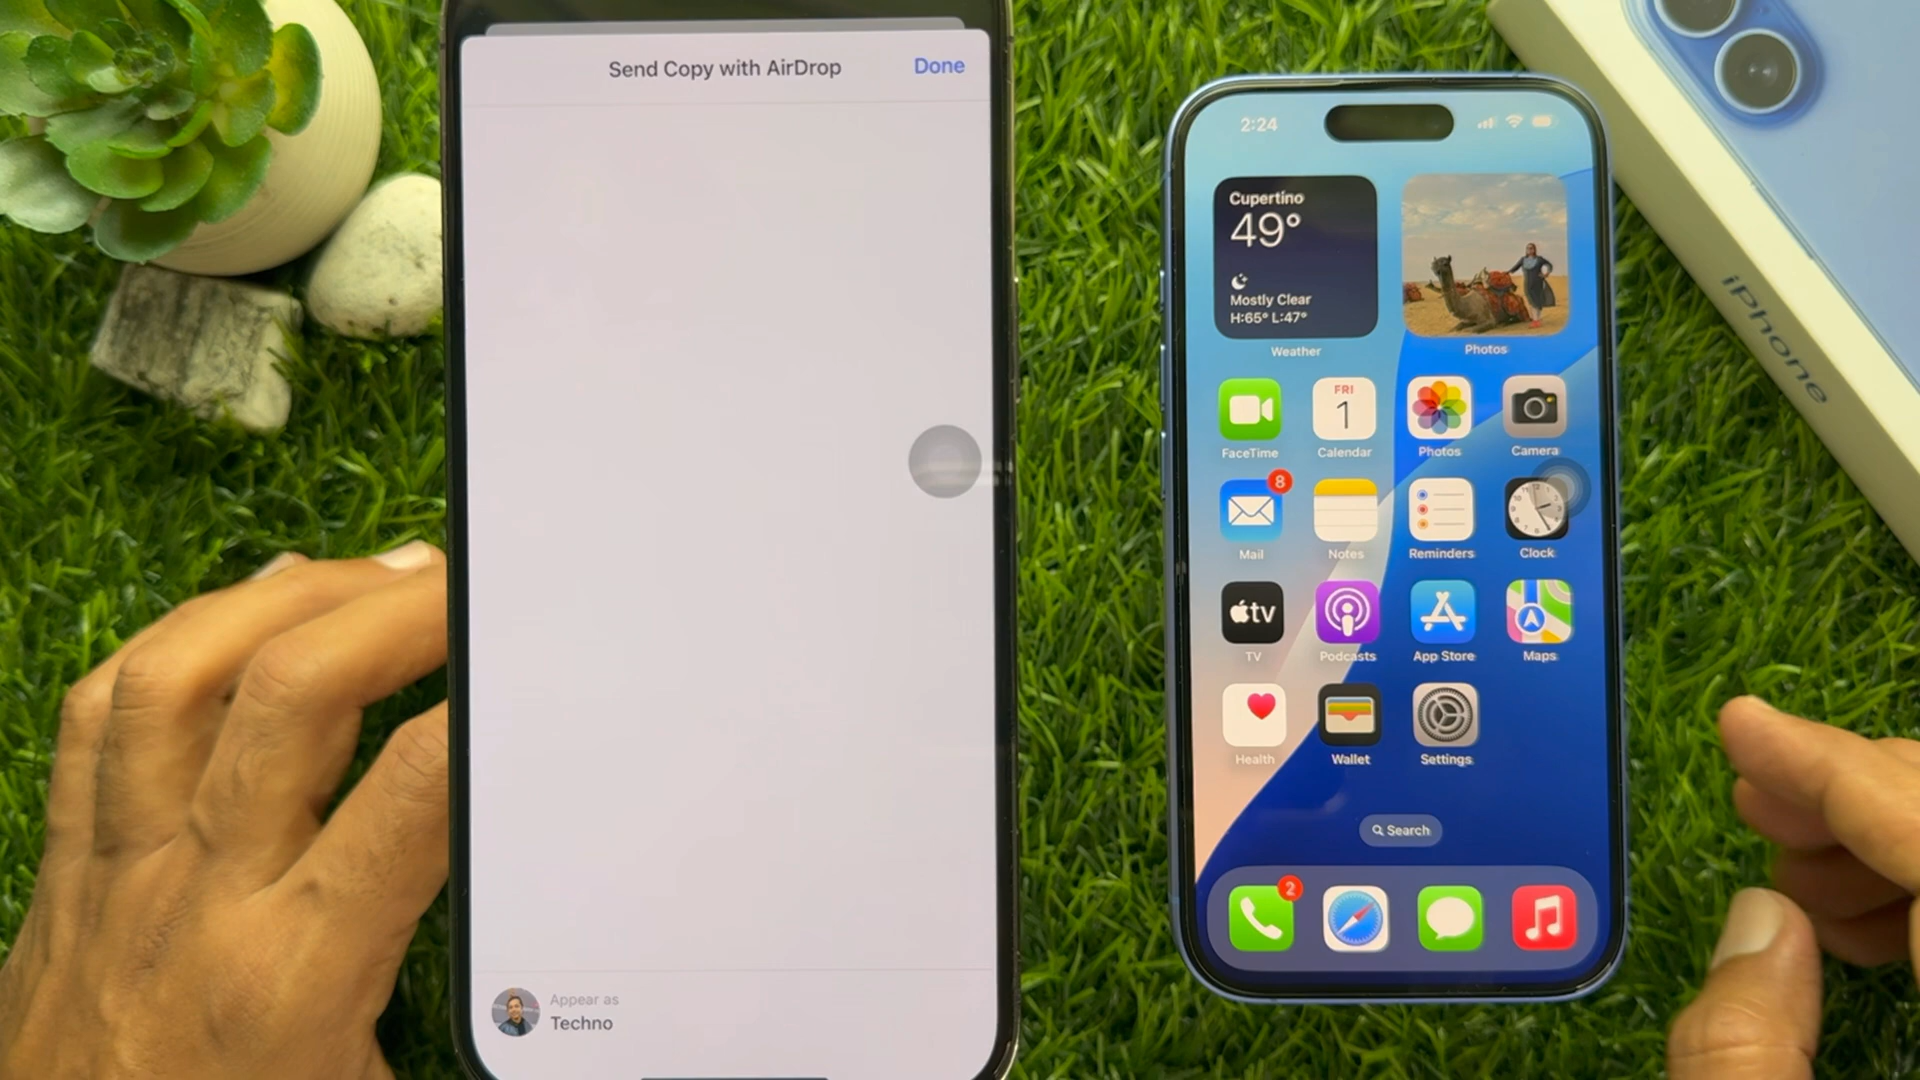 Send Copy with AirDrop
Done
Appear as
Techno
2:24
Cupertino
49°
Mostly Clear
H:65° L:47°
Weather
Photos
FRI
1
FaceTime
Calendar
Photos
Camera
8
Mail
Notes
Reminders
Clock
tv
TV
Podcasts
App Store
Maps
Health
Wallet
Settings
Search
2
iPhone